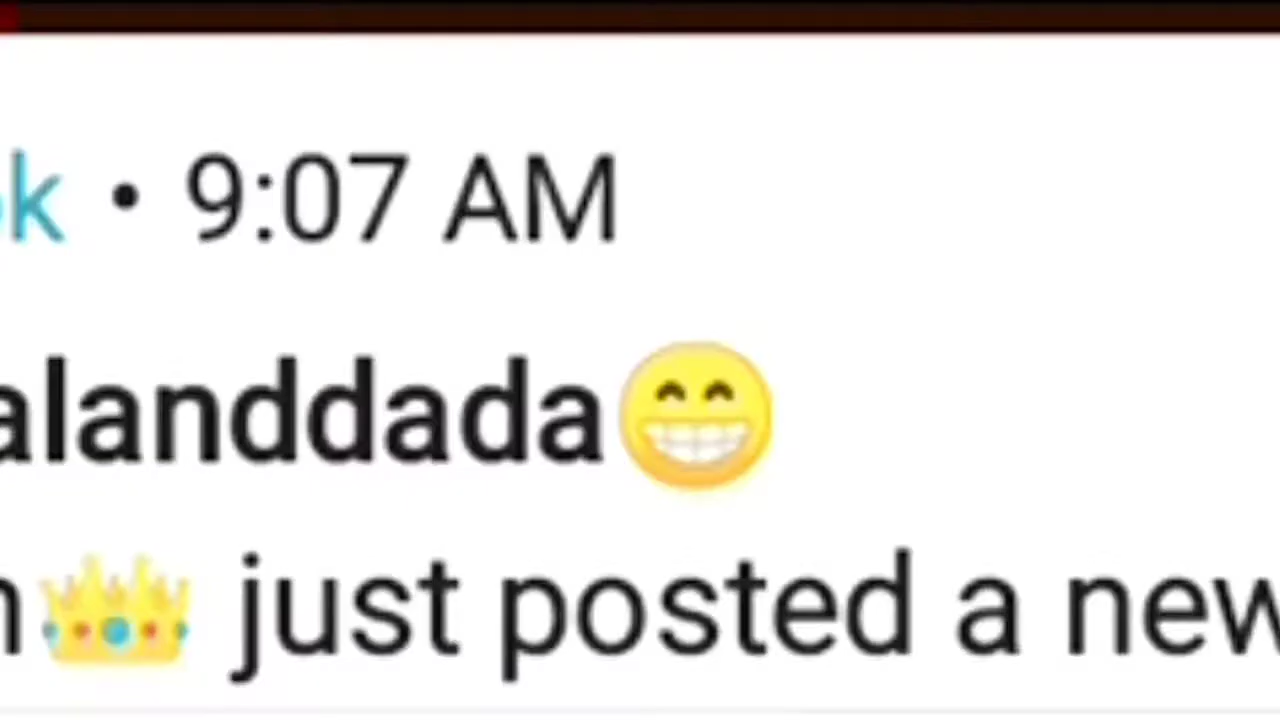 k • 9:07 AM
alanddada😁
👑 just posted a new